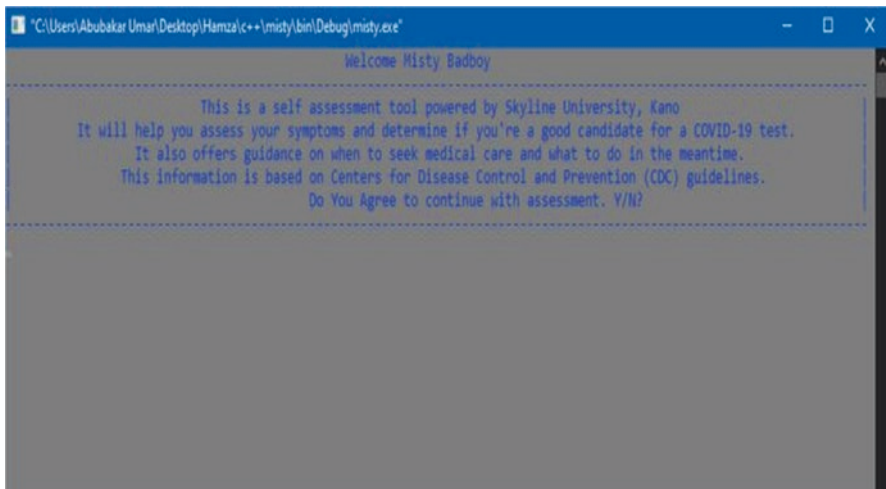 "C:\Users\Abubakar Umar\Desktop\Hamza\c++\misty\bin\Debug\misty.exe"
Welcome Misty Badboy
This is a self assessment tool powered by Skyline University, Kano
It will help you assess your symptoms and determine if you're a good candidate for a COVID-19 test.
It also offers guidance on when to seek medical care and what to do in the meantime.
This information is based on Centers for Disease Control and Prevention (CDC) guidelines.
Do You Agree to continue with assessment. Y/N?